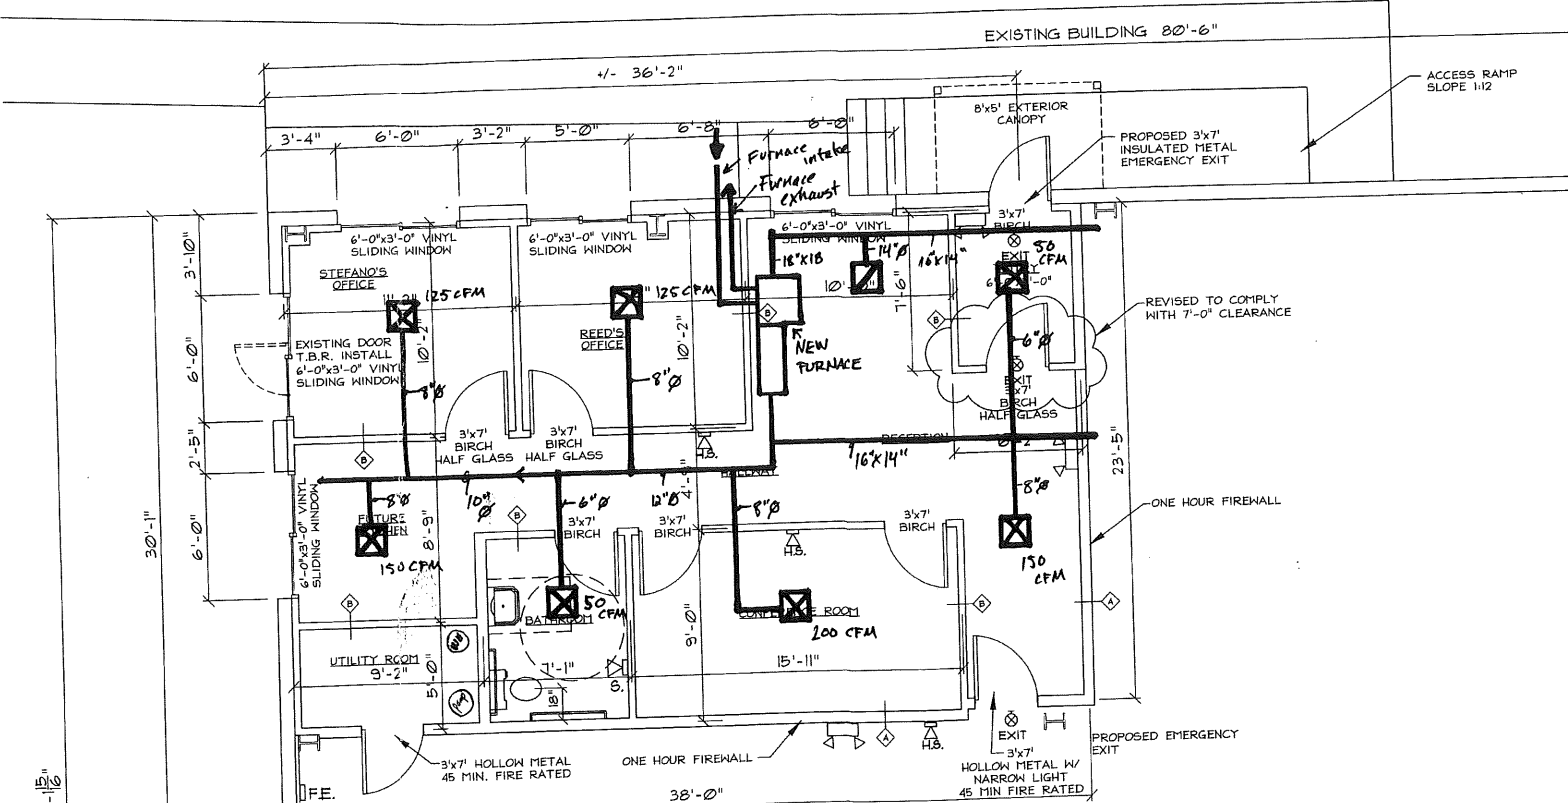 EXISTING BUILDING 80'-6"
+/- 36'-2"
ACCESS RAMP
SLOPE 1:12
8'x5' EXTERIOR
CANOPY
3'-4"
6'-0"
3'-2"
5'-0"
6'-8"
6'-0"
Furnace intake
Furnace
exhaust
PROPOSED 3'x7'
INSULATED METAL
EMERGENCY EXIT
3'x7'
BIRCH
6'-0"x3'-0" VINYL
SLIDING WINDOW
6'-0"x3'-0" VINYL
SLIDING WINDOW
6'-0"x3'-0" VINYL
SLIDING WINDOW
14"Ø
16"x14"
EXIT
50
CFM
18"X18
3'-10"
STEFANO'S
OFFICE
125 CFM
125 CFM
10'-2"
10'-2"
7'-6"
B
B
REVISED TO COMPLY
WITH 7'-0" CLEARANCE
REED'S
OFFICE
NEW
FURNACE
6"Ø
EXISTING DOOR
T.B.R. INSTALL
6'-0"x3'-0" VINYL
SLIDING WINDOW
6'-0"
8"Ø
8"Ø
EXIT
3'x7'
BIRCH
HALF GLASS
3'x7'
BIRCH
HALF GLASS
3'x7'
BIRCH
HALF GLASS
H.S.
B
2'-5"
RECEPTION
16"X14"
23'-5"
HALLWAY
8Ø
10"
Ø
6"Ø
12"Ø
8"Ø
8"Ø
ONE HOUR FIREWALL
6'-0"x3'-0" VINYL
SLIDING WINDOW
6'-0"
30'-1"
FUTURE
8'-9"
B
3'x7'
BIRCH
3'x7'
BIRCH
3'x7'
BIRCH
H.S.
150 CFM
150
CFM
B
50
CFM
BATHROOM
CONFERENCE ROOM
200 CFM
9'-0"
B
A
UTILITY ROOM
9'-2"
5'-0"
7'-1"
15'-11"
S.
18"
A
H.S.
EXIT
PROPOSED EMERGENCY
EXIT
3'x7' HOLLOW METAL
45 MIN. FIRE RATED
ONE HOUR FIREWALL
3'x7'
HOLLOW METAL W/
NARROW LIGHT
45 MIN FIRE RATED
F.E.
38'-0"